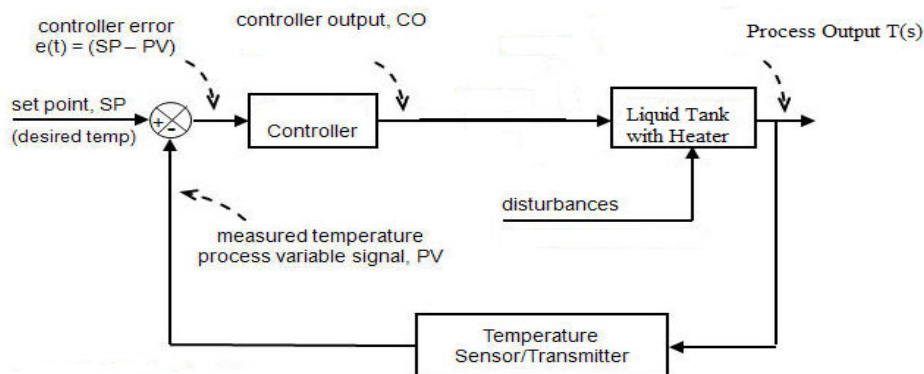 controller error
e(t) = (SP – PV)
controller output, CO
Process Output T(s)
set point, SP
(desired temp)
+
-
Controller
Liquid Tank
with Heater
disturbances
measured temperature
process variable signal, PV
Temperature
Sensor/Transmitter